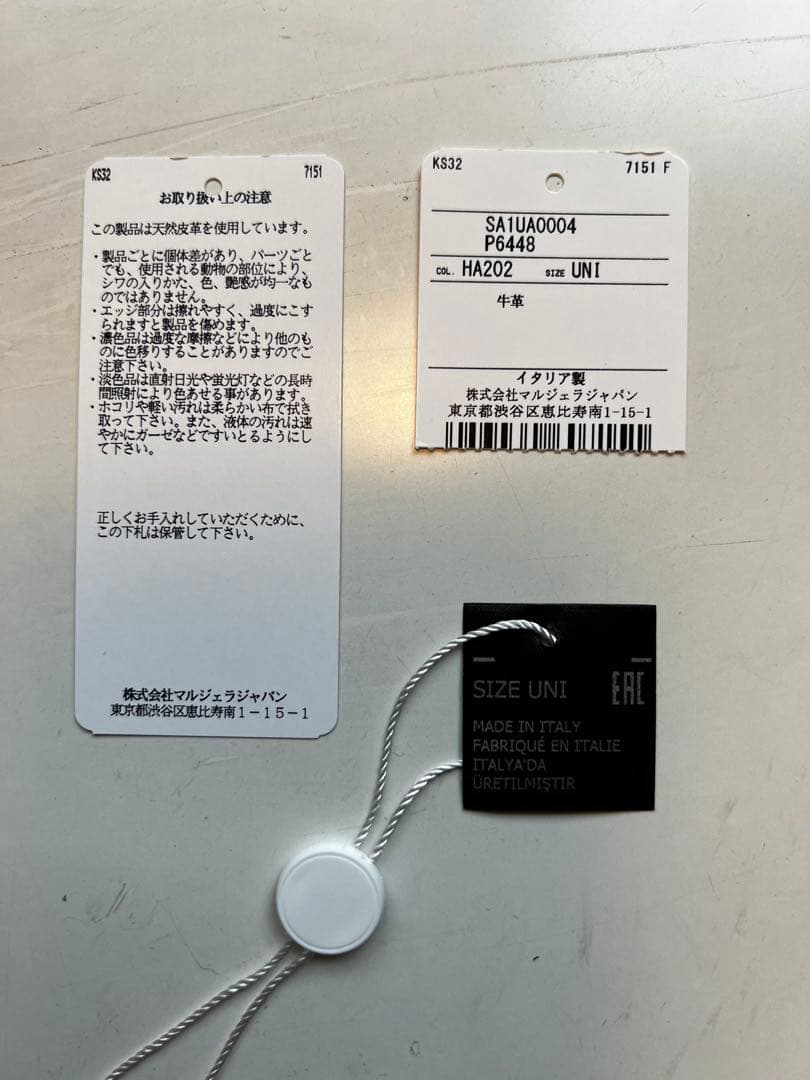 KS32 7151
お取り扱い上の注意
この製品は天然皮革を使用しています。
・製品ごとに個体差があり、パーツごと
でも、使用される動物の部位により、
シワの入りかた、色、艶感が均一なも
のではありません。
・エッジ部分は擦れやすく、過度にこす
られますと製品を傷めます。
・濃色品は過度な摩擦などにより他のも
のに色移りすることがありますのでご
注意下さい。
・淡色品は直射日光や蛍光灯などの長時
間照射により色あせる事があります。
・ホコリや軽い汚れは柔らかい布で拭き
取って下さい。また、液体の汚れは速
やかにガーゼなどですいとるようにし
て下さい。
正しくお手入れしていただくために、
この下札は保管して下さい。
株式会社マルジェラジャパン
東京都渋谷区恵比寿南1-15-1
KS32 7151 F
SA1UA0004
P6448
COL. HA202 SIZE UNI
牛革
イタリア製
株式会社マルジェラジャパン
東京都渋谷区恵比寿南1-15-1
SIZE UNI EAC
MADE IN ITALY
FABRIQUÉ EN ITALIE
ITALYA'DA
ÜRETILMIŞTIR